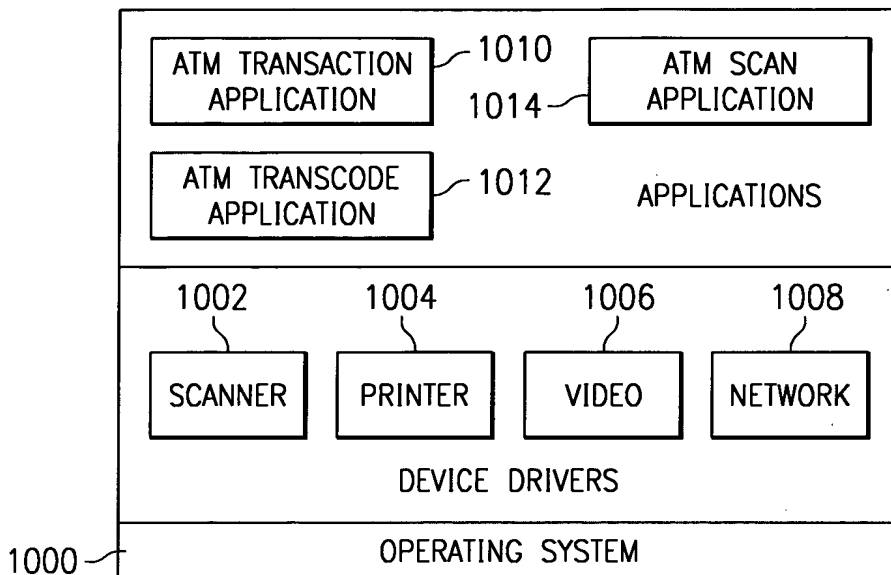 ATM TRANSACTION
APPLICATION
1010
ATM SCAN
APPLICATION
1014
ATM TRANSCODE
APPLICATION
1012
APPLICATIONS
1002
1004
1006
1008
SCANNER
PRINTER
VIDEO
NETWORK
DEVICE DRIVERS
1000
OPERATING SYSTEM